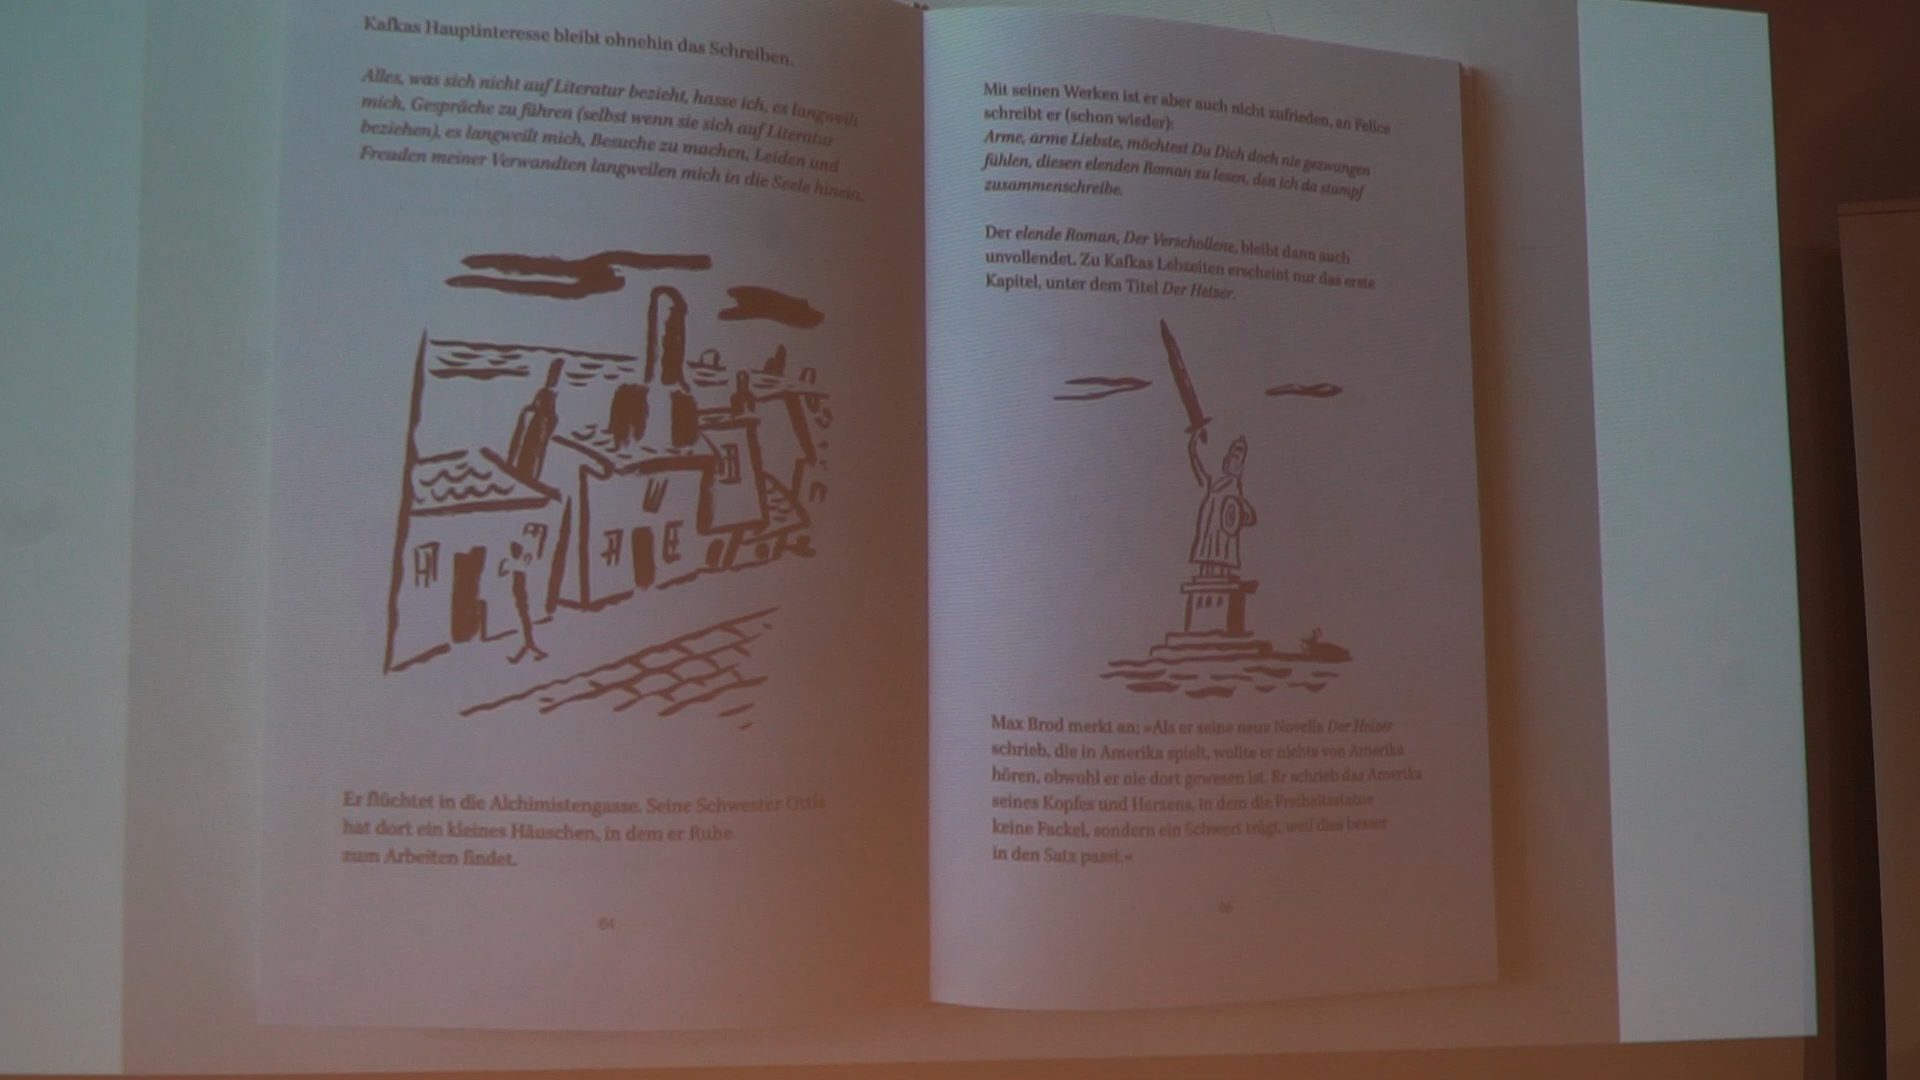 Kafkas Hauptinteresse bleibt ohnehin das Schreiben.
Alles, was sich nicht auf Literatur bezieht, hasse ich, es langweilt
mich, Gespräche zu führen (selbst wenn sie sich auf Literatur
beziehen), es langweilt mich, Besuche zu machen, Leiden und
Freuden meiner Verwandten langweilen mich in die Seele hinein.
Er flüchtet in die Alchimistengasse. Seine Schwester Ottla
hat dort ein kleines Häuschen, in dem er Ruhe
zum Arbeiten findet.
64
Mit seinen Werken ist er aber auch nicht zufrieden, an Felice
schreibt er (schon wieder):
Arme, arme Liebste, möchtest Du Dich doch nie gezwungen
fühlen, diesen elenden Roman zu lesen, den ich da stumpf
zusammenschreibe.
Der elende Roman, Der Verschollene, bleibt dann auch
unvollendet. Zu Kafkas Lebzeiten erscheint nur das erste
Kapitel, unter dem Titel Der Heizer.
Max Brod merkt an: »Als er seine neue Novelle Der Heizer
schrieb, die in Amerika spielt, wollte er nichts von Amerika
hören, obwohl er nie dort gewesen ist. Er schrieb das Amerika
seines Kopfes und Herzens, in dem die Freiheitsstatue
keine Fackel, sondern ein Schwert trägt, weil dies besser
in den Satz passt.«